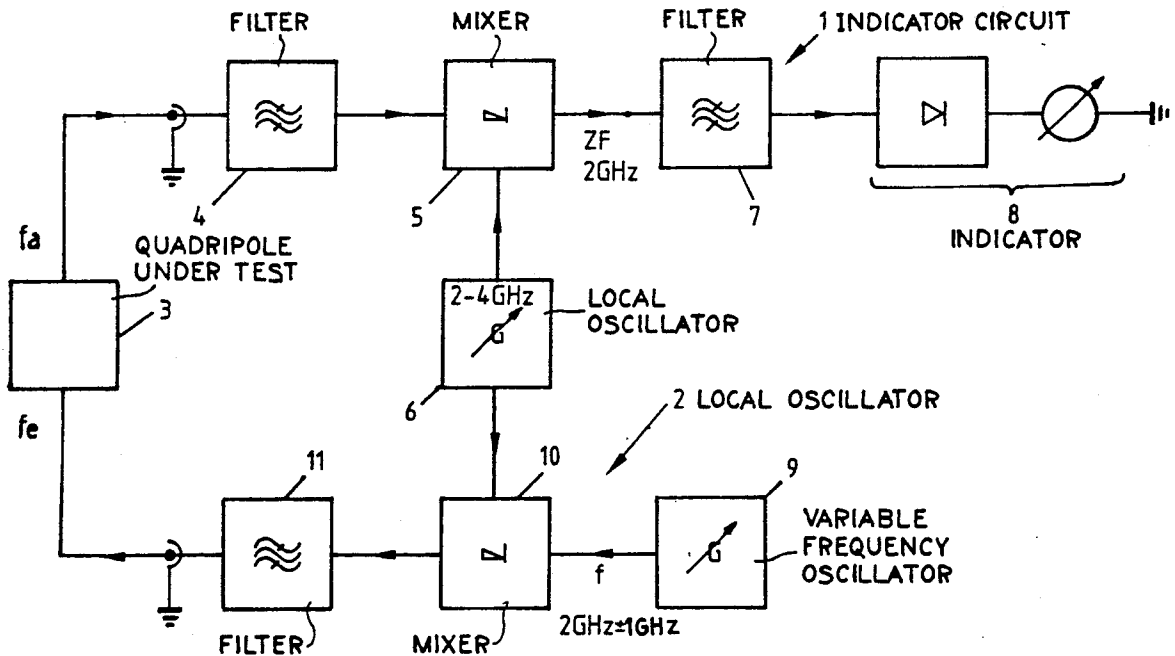 FILTER
MIXER
FILTER
1 INDICATOR CIRCUIT
ZF
2GHz
4
5
7
8
INDICATOR
fa
QUADRIPOLE
UNDER TEST
3
2-4GHz
G
LOCAL
OSCILLATOR
6
fe
2 LOCAL OSCILLATOR
11
10
9
G
f
VARIABLE
FREQUENCY
OSCILLATOR
2GHz±1GHz
FILTER
MIXER